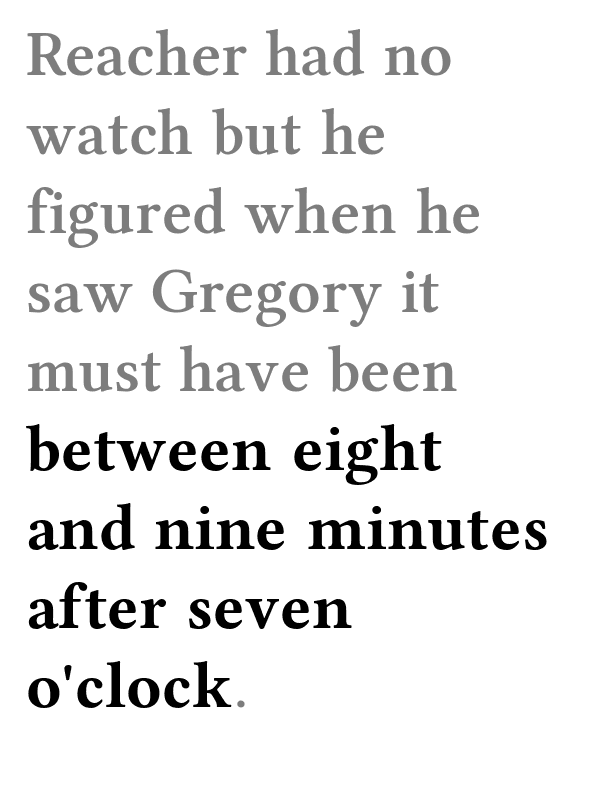 Reacher had no
watch but he
figured when he
saw Gregory it
must have been
between eight
and nine minutes
after seven
o'clock.